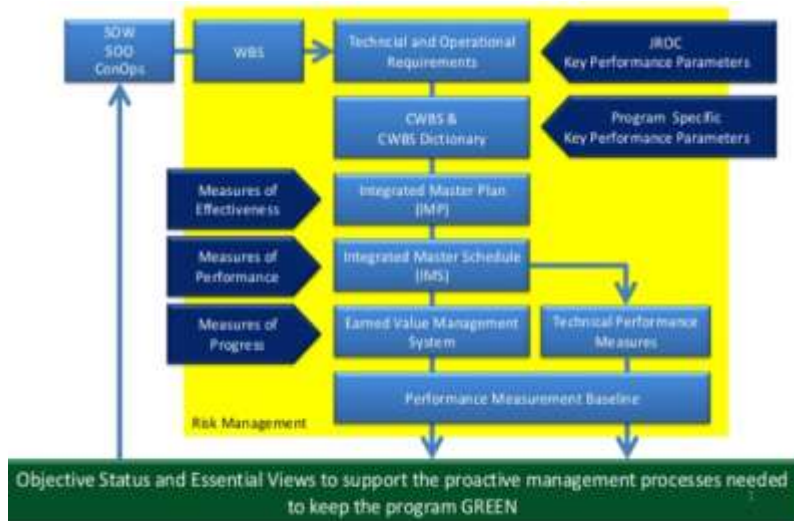 SOW
SOO
ConOps
WBS
Techncial and Operational
Requirements
JROC
Key Performance Parameters
CWBS &
CWBS Dictionary
Program Specific
Key Performance Parameters
Measures of
Effectiveness
Integrated Master Plan
(IMP)
Measures of
Performance
Integrated Master Schedule
(IMS)
Measures of
Progress
Earned Value Management
System
Technical Performance
Measures
Performance Measurement Baseline
Risk Management
Objective Status and Essential Views to support the proactive management processes needed
to keep the program GREEN